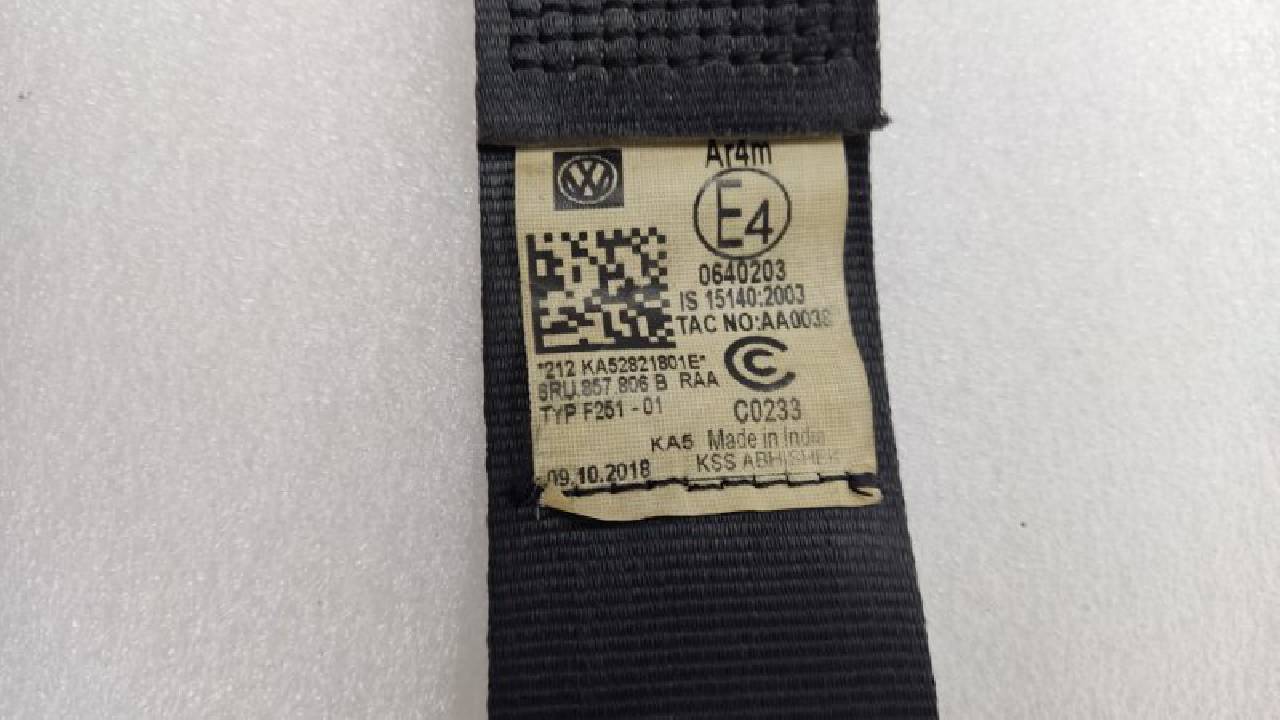 Ar4m
E4
0640203
IS 15140:2003
TAC NO:AA0038
*212 KA52821801E*
6RU.857.806 B RAA
TYP F251 - 01
C0233
KA5 Made in India
09.10.2018
KSS ABHISHEK